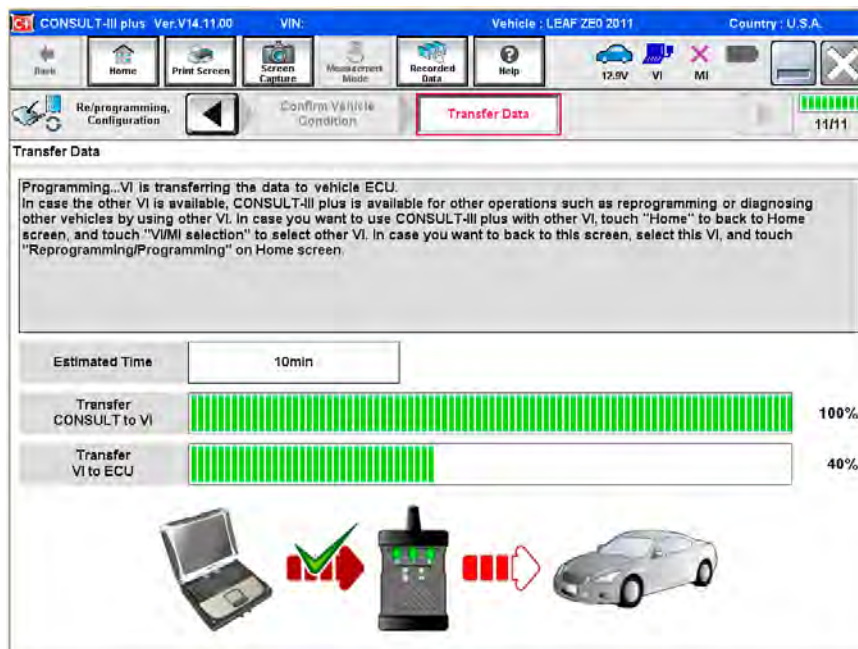 CONSULT-III plus Ver.V14.11.00 VIN: Vehicle : LEAF ZE0 2011 Country : U.S.A.
Back Home Print Screen Screen Capture Measurement Mode Recorded Data Help 12.9V VI MI
Re/programming, Configuration Confirm Vehicle Condition Transfer Data 11/11
Transfer Data
Programming...VI is transferring the data to vehicle ECU.
In case the other VI is available, CONSULT-III plus is available for other operations such as reprogramming or diagnosing
other vehicles by using other VI. In case you want to use CONSULT-III plus with other VI, touch "Home" to back to Home
screen, and touch "VI/MI selection" to select other VI. In case you want to back to this screen, select this VI, and touch
"Reprogramming/Programming" on Home screen.
Estimated Time 10min
Transfer
CONSULT to VI 100%
Transfer
VI to ECU 40%